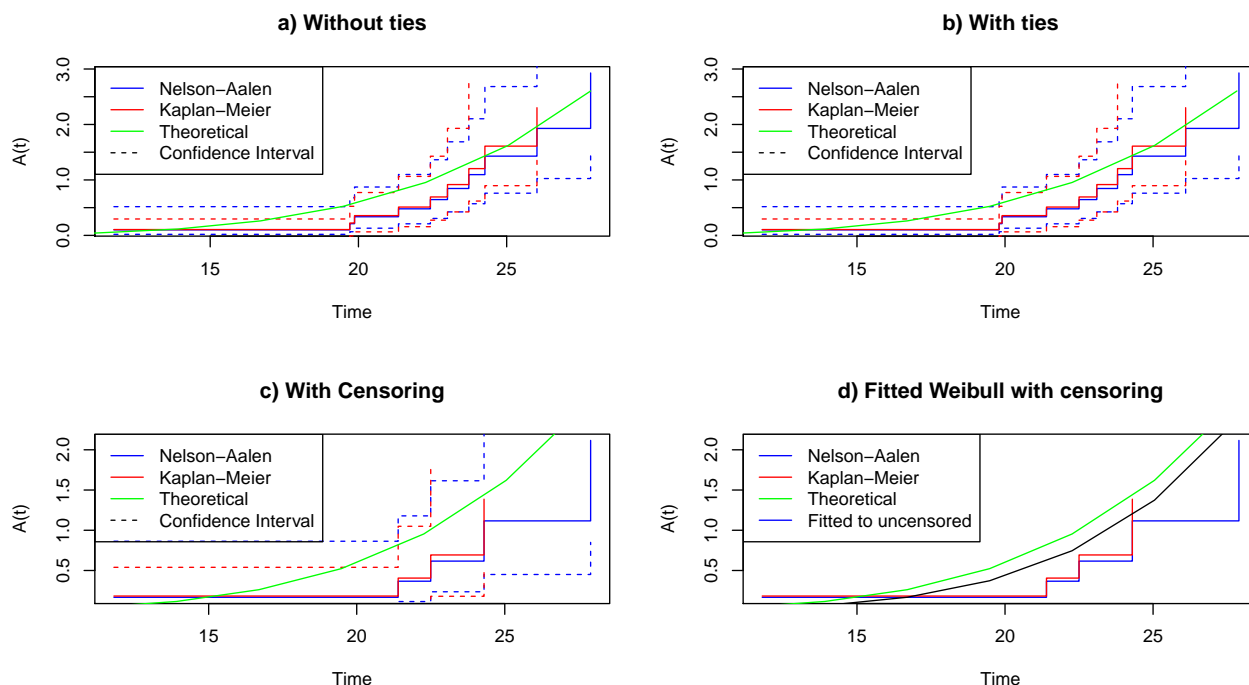 a) Without ties
A(t)
0.0 1.0 2.0 3.0
Nelson−Aalen
Kaplan−Meier
Theoretical
Confidence Interval
15 20 25
Time
b) With ties
A(t)
0.0 1.0 2.0 3.0
Nelson−Aalen
Kaplan−Meier
Theoretical
Confidence Interval
15 20 25
Time
c) With Censoring
A(t)
0.5 1.0 1.5 2.0
Nelson−Aalen
Kaplan−Meier
Theoretical
Confidence Interval
15 20 25
Time
d) Fitted Weibull with censoring
A(t)
0.5 1.0 1.5 2.0
Nelson−Aalen
Kaplan−Meier
Theoretical
Fitted to uncensored
15 20 25
Time